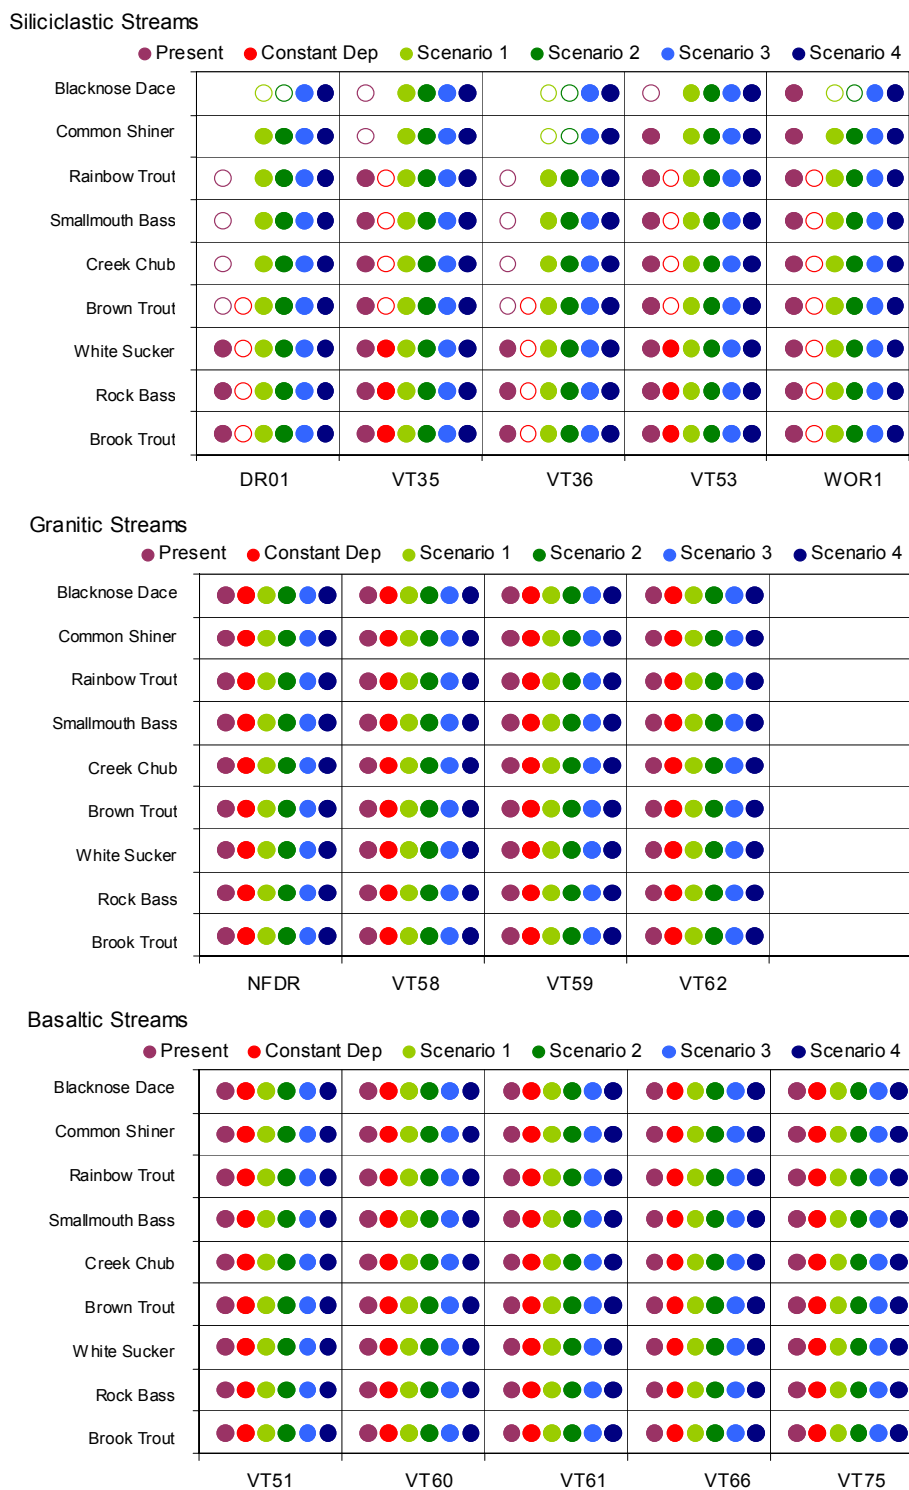 Siliciclastic Streams
Present Constant Dep Scenario 1 Scenario 2 Scenario 3 Scenario 4
Blacknose Dace
Common Shiner
Rainbow Trout
Smallmouth Bass
Creek Chub
Brown Trout
White Sucker
Rock Bass
Brook Trout
DR01 VT35 VT36 VT53 WOR1
Granitic Streams
Present Constant Dep Scenario 1 Scenario 2 Scenario 3 Scenario 4
Blacknose Dace
Common Shiner
Rainbow Trout
Smallmouth Bass
Creek Chub
Brown Trout
White Sucker
Rock Bass
Brook Trout
NFDR VT58 VT59 VT62
Basaltic Streams
Present Constant Dep Scenario 1 Scenario 2 Scenario 3 Scenario 4
Blacknose Dace
Common Shiner
Rainbow Trout
Smallmouth Bass
Creek Chub
Brown Trout
White Sucker
Rock Bass
Brook Trout
VT51 VT60 VT61 VT66 VT75